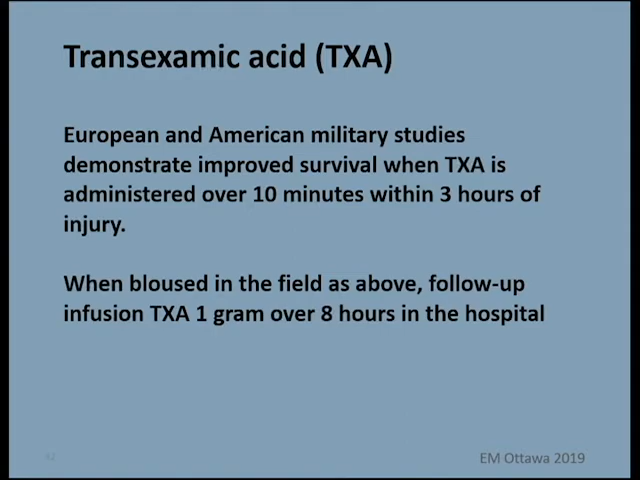 Transexamic acid (TXA)
European and American military studies
demonstrate improved survival when TXA is
administered over 10 minutes within 3 hours of
injury.
When bloused in the field as above, follow-up
infusion TXA 1 gram over 8 hours in the hospital
EM Ottawa 2019